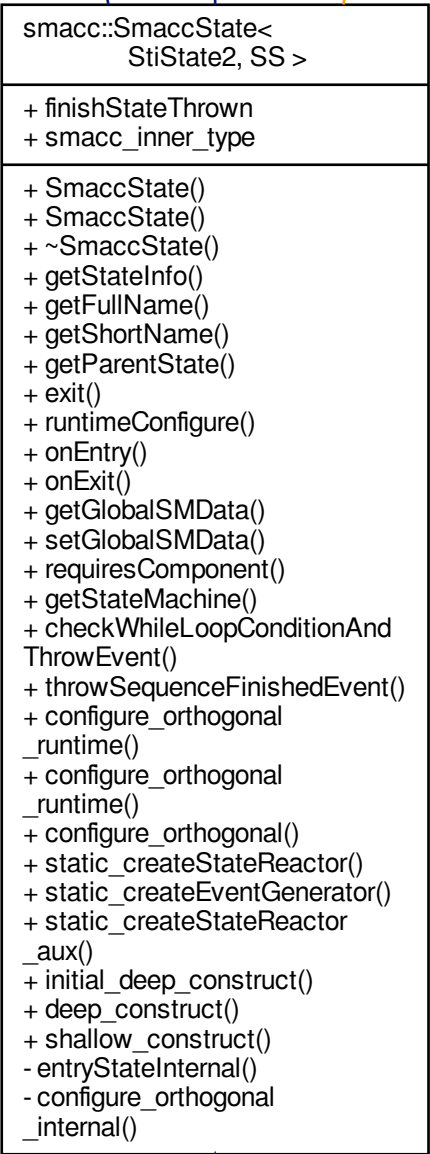 smacc::SmaccState<
StiState2, SS >
+ finishStateThrown
+ smacc_inner_type
+ SmaccState()
+ SmaccState()
+ ~SmaccState()
+ getStateInfo()
+ getFullName()
+ getShortName()
+ getParentState()
+ exit()
+ runtimeConfigure()
+ onEntry()
+ onExit()
+ getGlobalSMData()
+ setGlobalSMData()
+ requiresComponent()
+ getStateMachine()
+ checkWhileLoopConditionAnd
ThrowEvent()
+ throwSequenceFinishedEvent()
+ configure_orthogonal
_runtime()
+ configure_orthogonal
_runtime()
+ configure_orthogonal()
+ static_createStateReactor()
+ static_createEventGenerator()
+ static_createStateReactor
_aux()
+ initial_deep_construct()
+ deep_construct()
+ shallow_construct()
- entryStateInternal()
- configure_orthogonal
_internal()